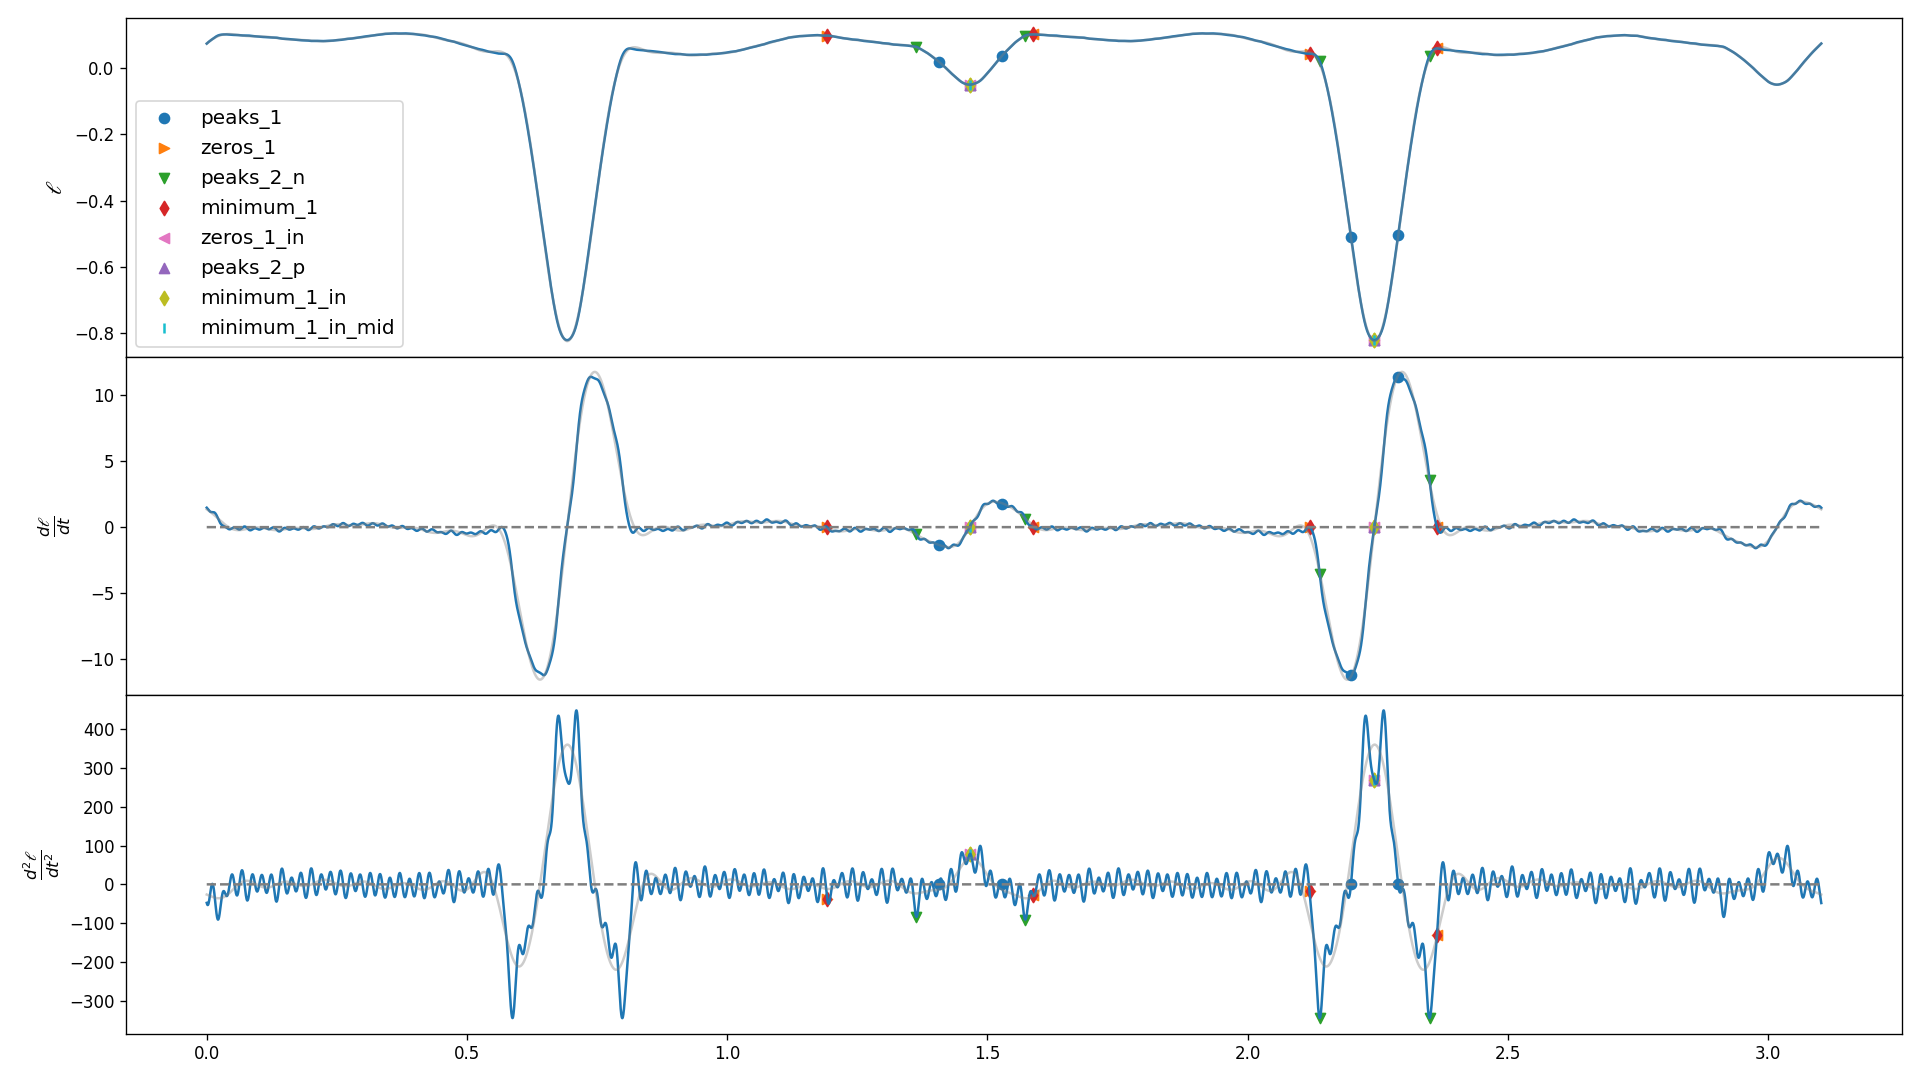 0.0
−0.2
−0.4
−0.6
−0.8
ℓ
peaks_1
zeros_1
peaks_2_n
minimum_1
zeros_1_in
peaks_2_p
minimum_1_in
minimum_1_in_mid
10
5
0
−5
−10
dℓ
dt
400
300
200
100
0
−100
−200
−300
d²ℓ
dt²
0.0 0.5 1.0 1.5 2.0 2.5 3.0